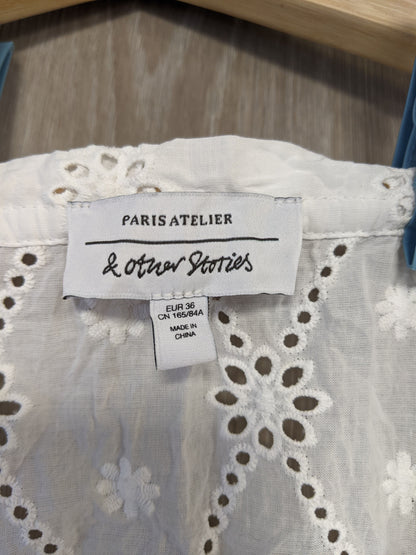 PARIS ATELIER
& Other Stories
EUR 36
CN 165/84A
MADE IN
CHINA